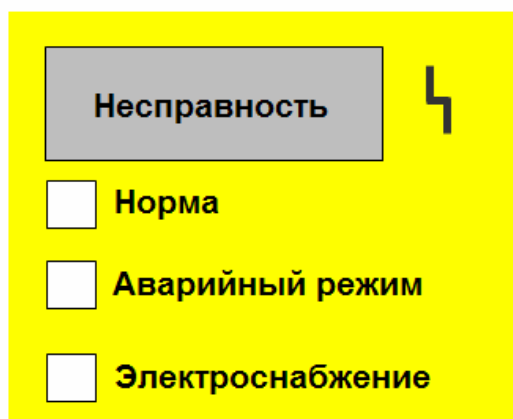 Несправность
Норма
Аварийный режим
Электроснабжение